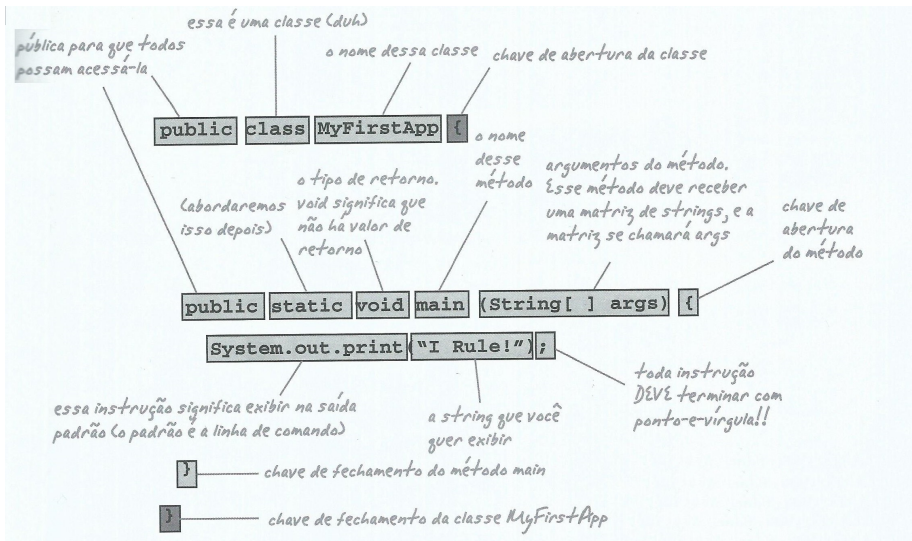 essa é uma classe (duh)
pública para que todos
possam acessá-la
o nome dessa classe
chave de abertura da classe
public class MyFirstApp {
o nome
desse
método
o tipo de retorno.
void significa que
não há valor de
retorno
(abordaremos
isso depois)
argumentos do método.
Esse método deve receber
uma matriz de strings, e a
matriz se chamará args
chave de
abertura
do método
public static void main (String[ ] args) {
System.out.print(“I Rule!”);
toda instrução
DEVE terminar com
ponto-e-vírgula!!
essa instrução significa exibir na saída
padrão (o padrão é a linha de comando)
a string que você
quer exibir
} chave de fechamento do método main
} chave de fechamento da classe MyFirstApp